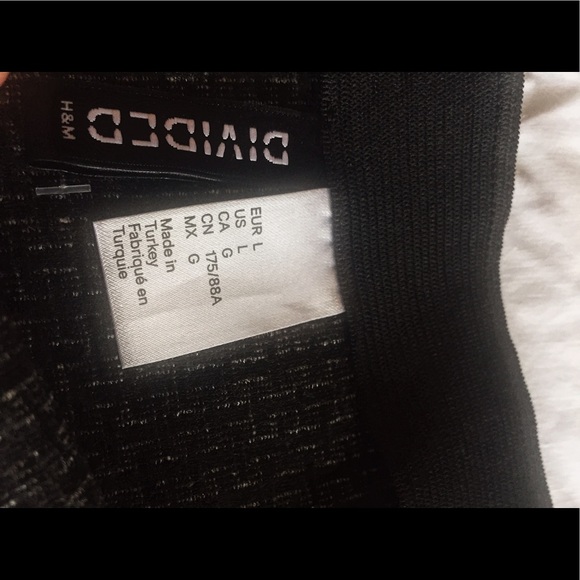 DIVIDED
H&M
EUR L
US L
CA G
CN 175/88A
MX G
Made in
Turkey
Fabriqué en
Turquie